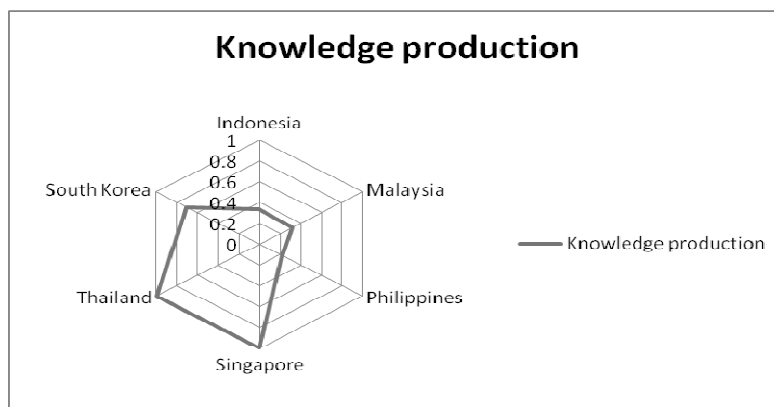 Knowledge production
Indonesia
1
0.8
South Korea
0.6
Malaysia
0.4
0.2
0
Knowledge production
Thailand
Philippines
Singapore